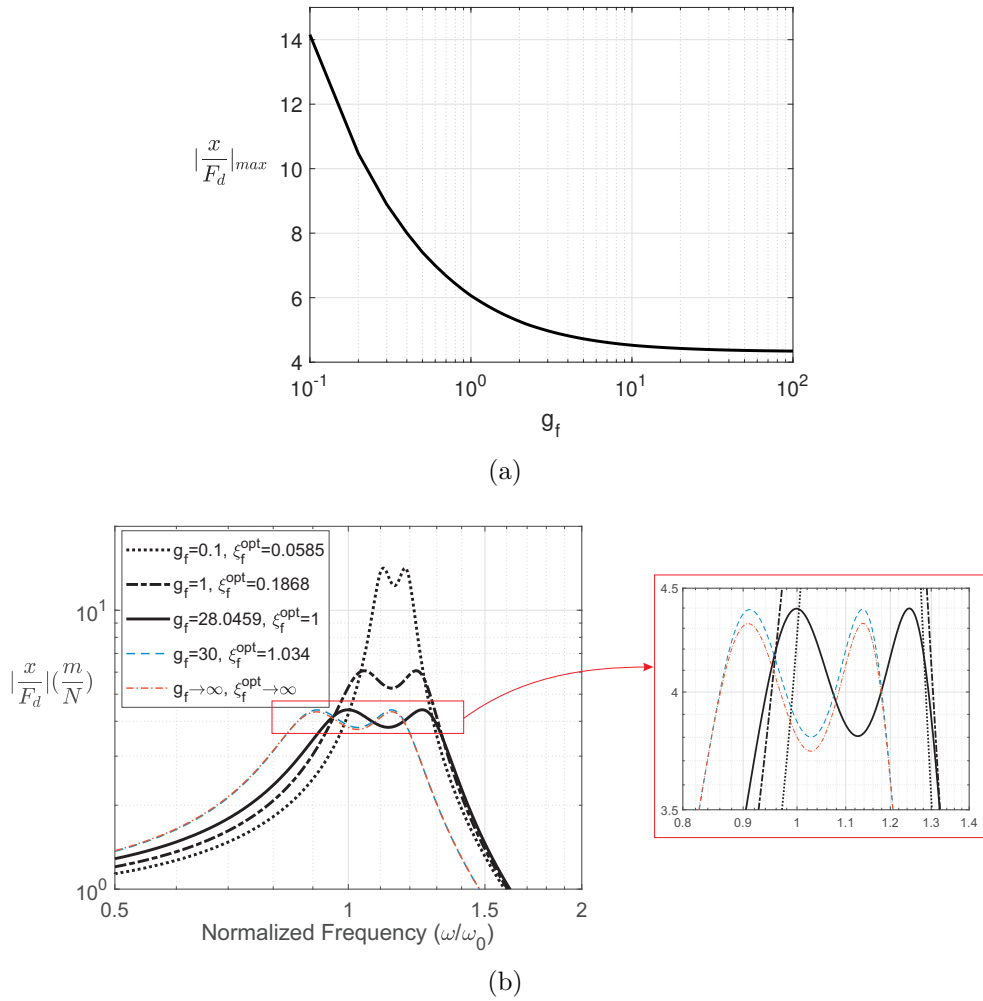 14
12
10
8
6
4
|x/F_d|_max
10^-1 10^0 10^1 10^2
g_f
(a)
10^1
10^0
|x/F_d|(m/N)
g_f=0.1, ξ_f^opt=0.0585
g_f=1, ξ_f^opt=0.1868
g_f=28.0459, ξ_f^opt=1
g_f=30, ξ_f^opt=1.034
g_f→∞, ξ_f^opt→∞
0.5 1 1.5 2
Normalized Frequency (ω/ω_0)
4.5
4
3.5
0.8 0.9 1 1.1 1.2 1.3 1.4
(b)